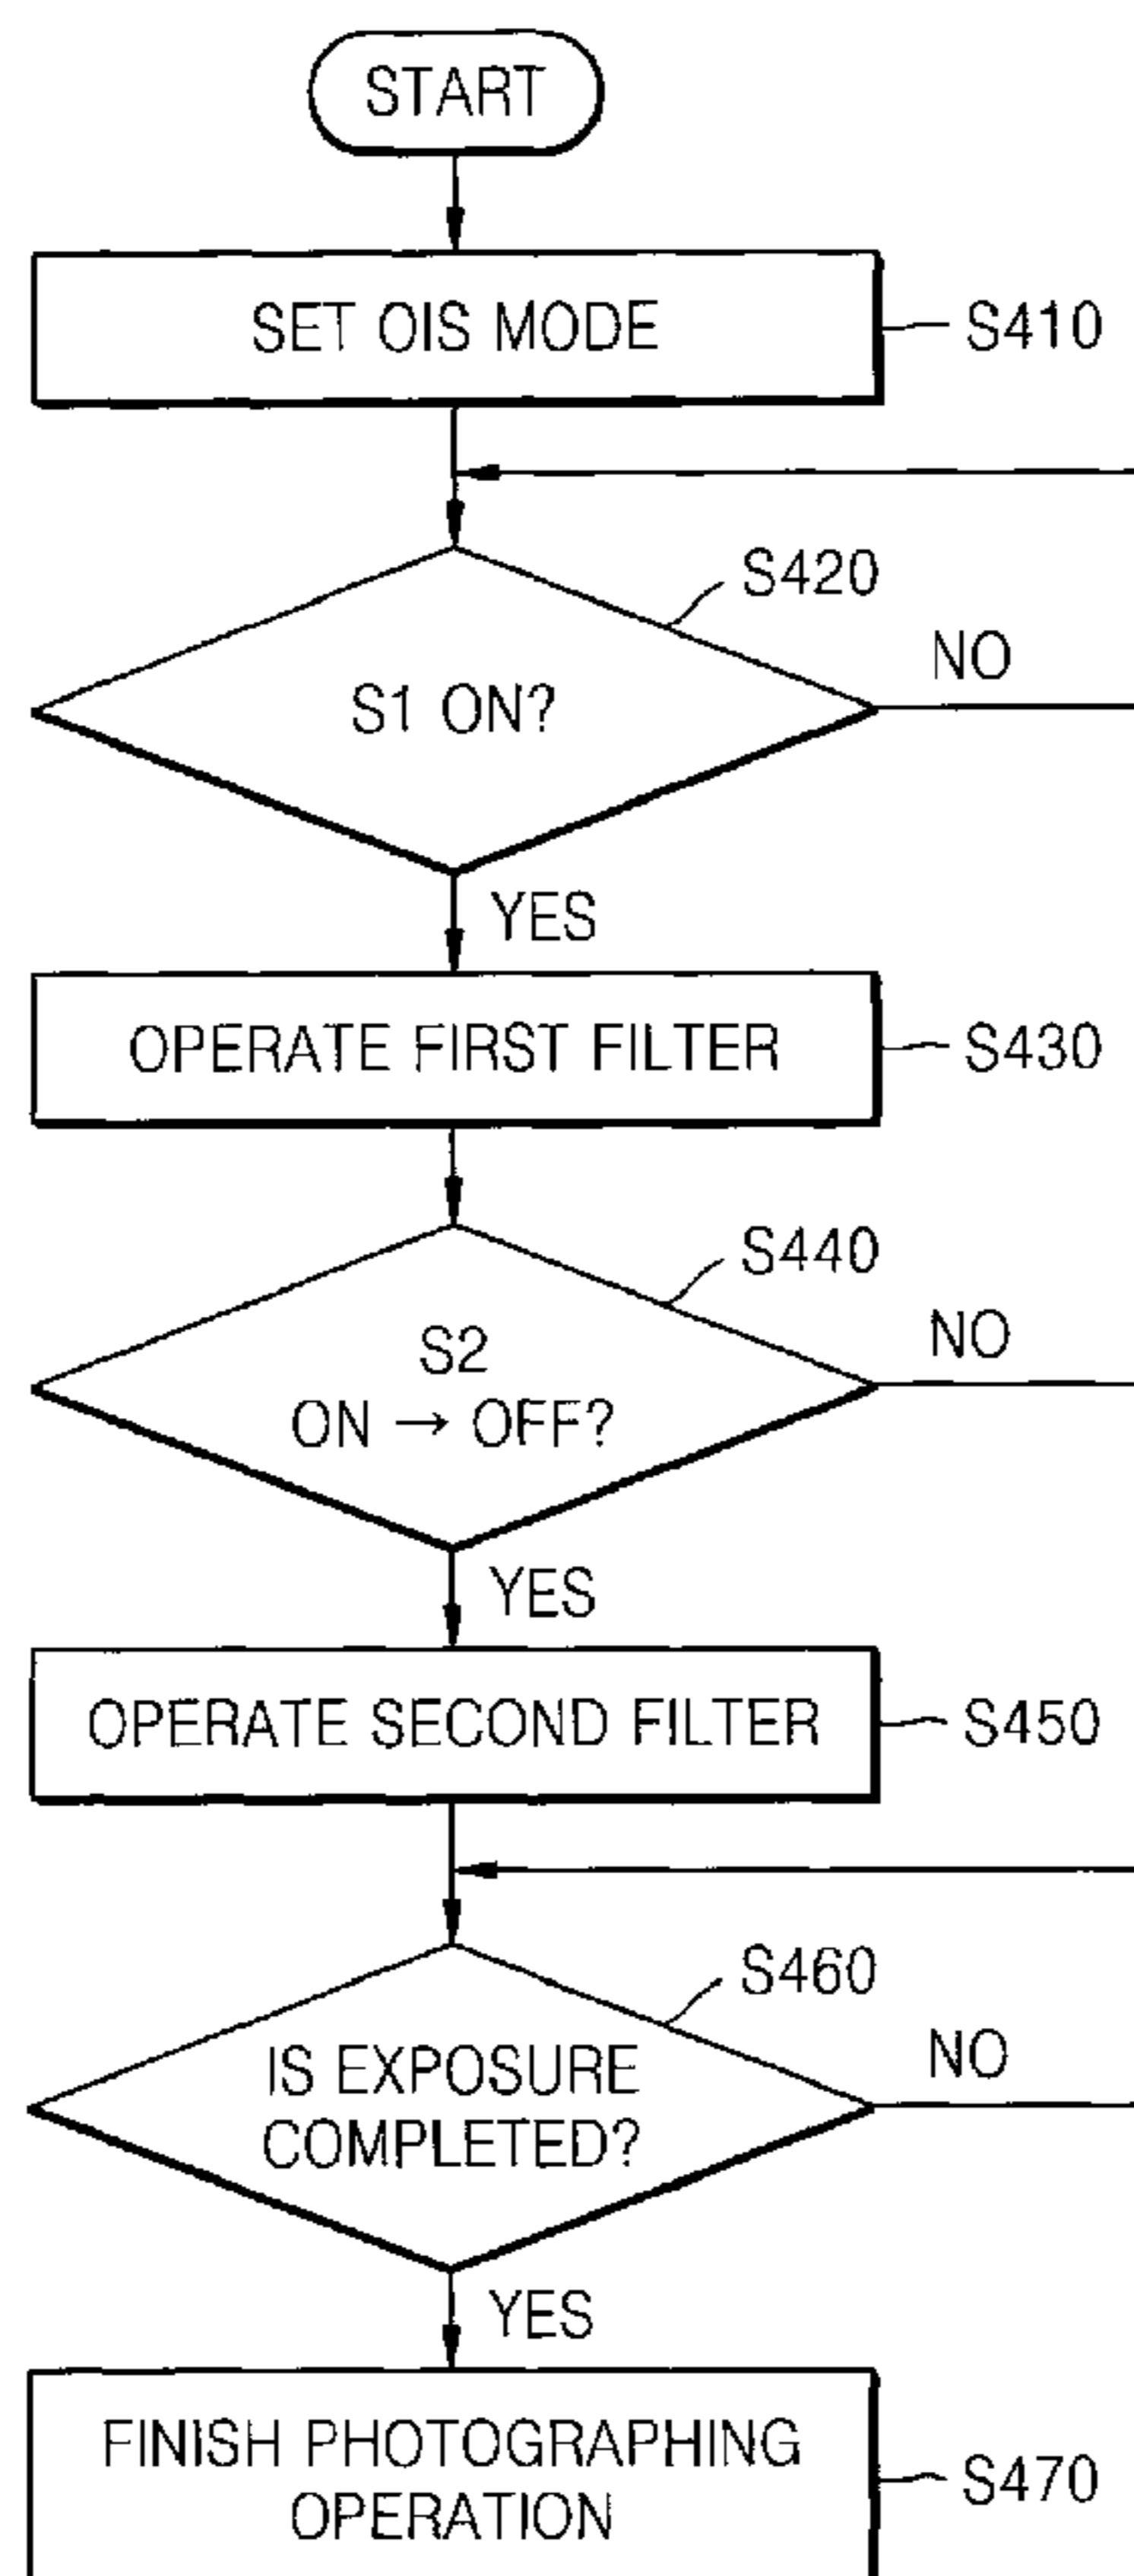 START
SET OIS MODE
S410
S420
S1 ON?
NO
YES
OPERATE FIRST FILTER
S430
S440
S2
ON → OFF?
NO
YES
OPERATE SECOND FILTER
S450
S460
IS EXPOSURE
COMPLETED?
NO
YES
FINISH PHOTOGRAPHING
OPERATION
S470